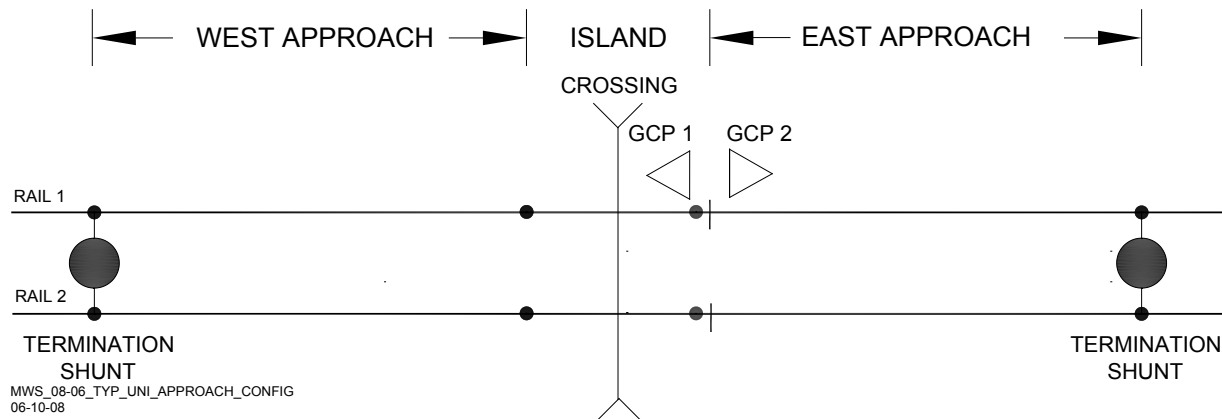 WEST APPROACH ISLAND EAST APPROACH
CROSSING
GCP 1 GCP 2
RAIL 1
RAIL 2
TERMINATION
SHUNT
TERMINATION
SHUNT
MWS_08-06_TYP_UNI_APPROACH_CONFIG
06-10-08